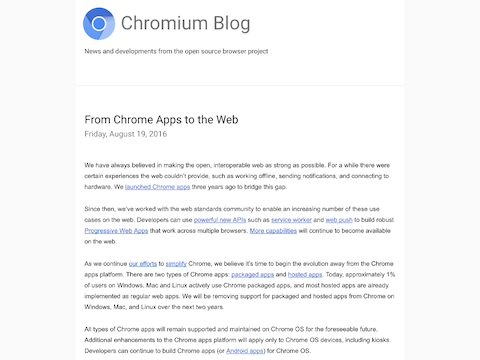 Chromium Blog
News and developments from the open source browser project
From Chrome Apps to the Web
Friday, August 19, 2016
We have always believed in making the open, interoperable web as strong as possible. For a while there were
certain experiences the web couldn't provide, such as working offline, sending notifications, and connecting to
hardware. We launched Chrome apps three years ago to bridge this gap.
Since then, we've worked with the web standards community to enable an increasing number of these use
cases on the web. Developers can use powerful new APIs such as service worker and web push to build robust
Progressive Web Apps that work across multiple browsers. More capabilities will continue to become available
on the web.
As we continue our efforts to simplify Chrome, we believe it's time to begin the evolution away from the Chrome
apps platform. There are two types of Chrome apps: packaged apps and hosted apps. Today, approximately 1%
of users on Windows, Mac and Linux actively use Chrome packaged apps, and most hosted apps are already
implemented as regular web apps. We will be removing support for packaged and hosted apps from Chrome on
Windows, Mac, and Linux over the next two years.
All types of Chrome apps will remain supported and maintained on Chrome OS for the foreseeable future.
Additional enhancements to the Chrome apps platform will apply only to Chrome OS devices, including kiosks
Developers can continue to build Chrome apps (or Android apps) for Chrome OS.